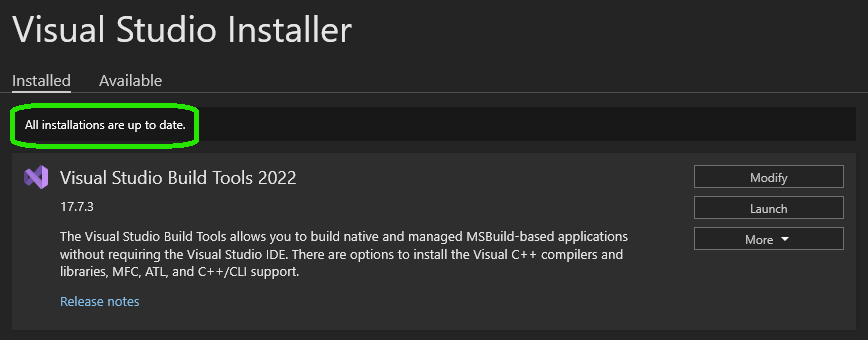 Visual Studio Installer
Installed Available
All installations are up to date.
Visual Studio Build Tools 2022
Modify
17.7.3
Launch
The Visual Studio Build Tools allows you to build native and managed MSBuild-based applications
without requiring the Visual Studio IDE. There are options to install the Visual C++ compilers and
libraries, MFC, ATL, and C++/CLI support.
More
Release notes